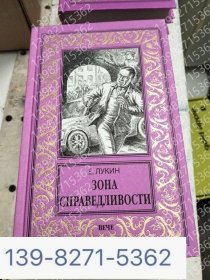 Е. ЛУКИН
ЗОНА
СПРАВЕДЛИВОСТИ
ВЕЧЕ
139-8271-5362